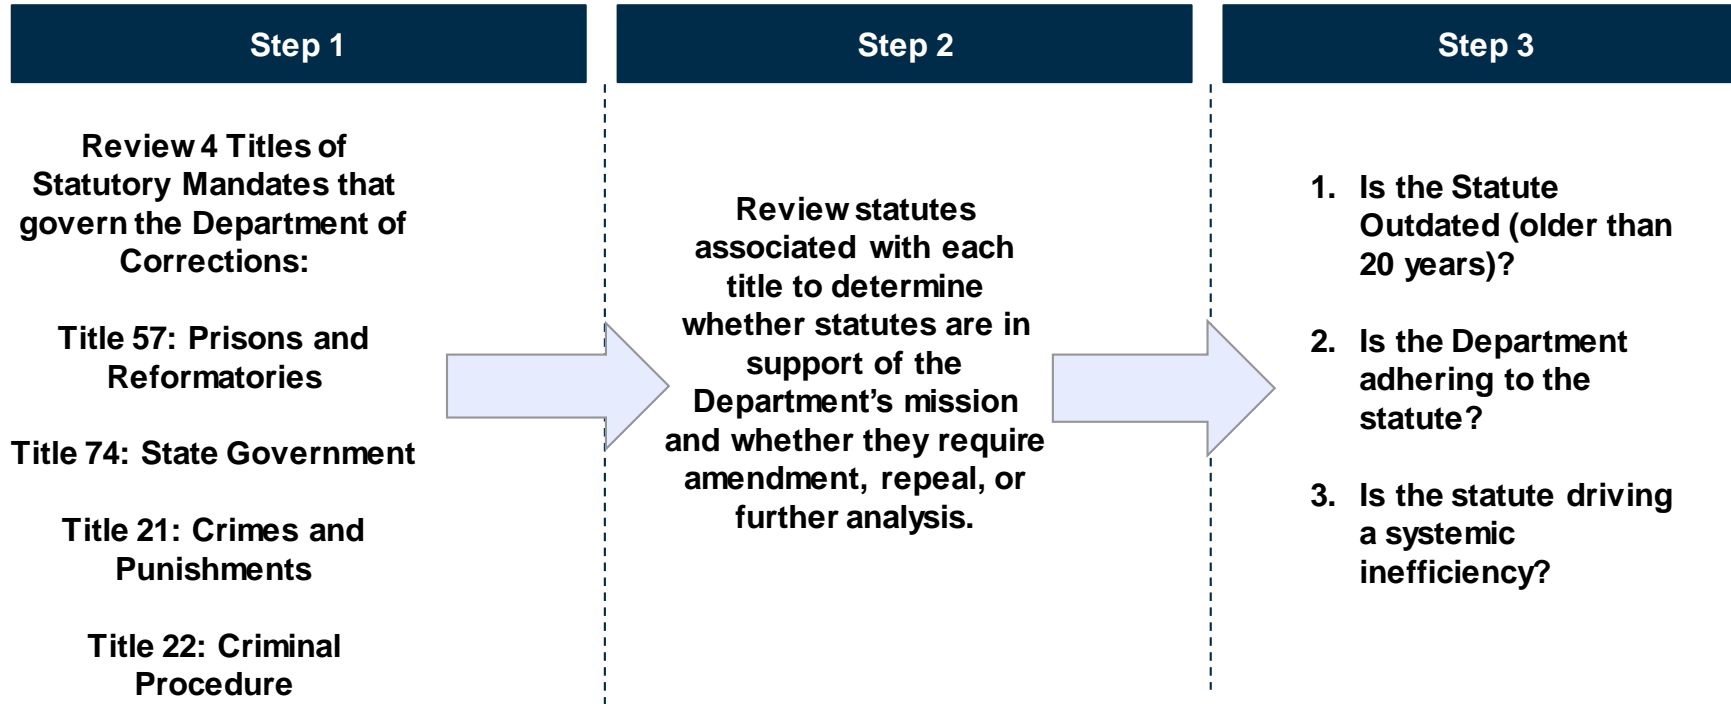 Step 1
Review 4 Titles of
Statutory Mandates that
govern the Department of
Corrections:
Title 57: Prisons and
Reformatories
Title 74: State Government
Title 21: Crimes and
Punishments
Title 22: Criminal
Procedure
Step 2
Review statutes
associated with each
title to determine
whether statutes are in
support of the
Department’s mission
and whether they require
amendment, repeal, or
further analysis.
Step 3
1. Is the Statute
Outdated (older than
20 years)?
2. Is the Department
adhering to the
statute?
3. Is the statute driving
a systemic
inefficiency?